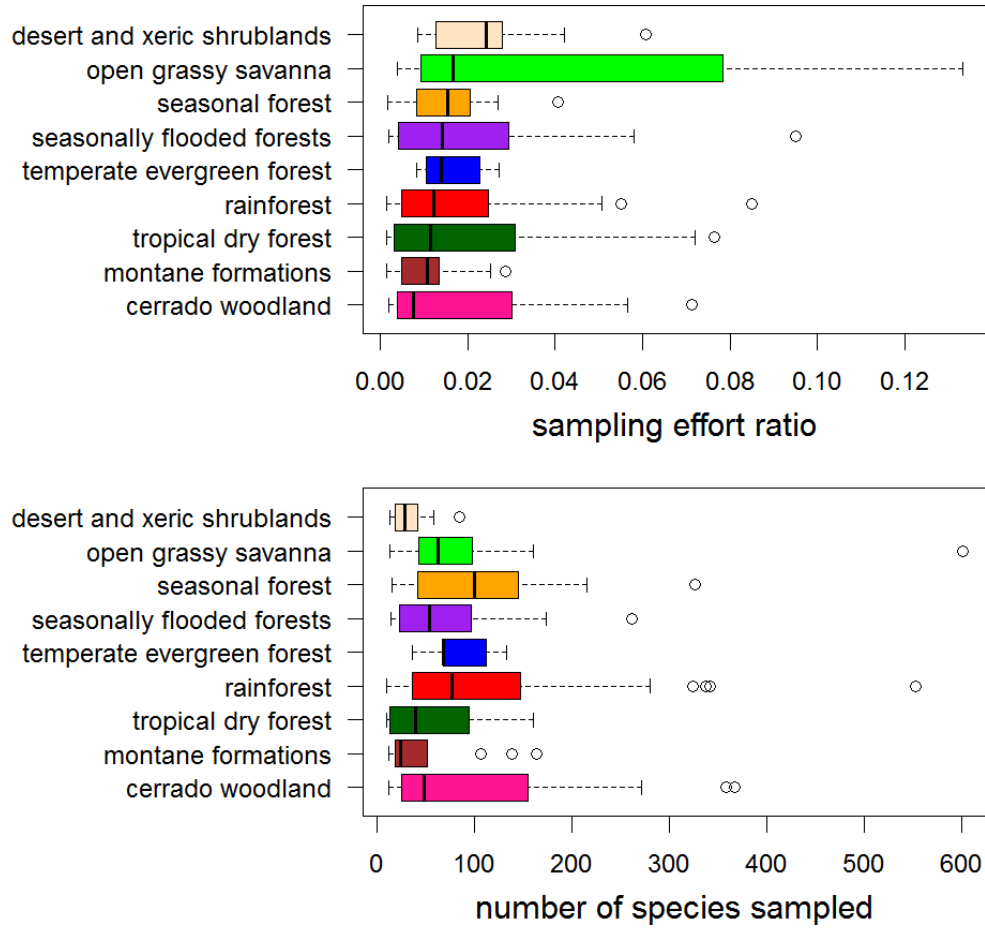 desert and xeric shrublands
open grassy savanna
seasonal forest
seasonally flooded forests
temperate evergreen forest
rainforest
tropical dry forest
montane formations
cerrado woodland
0.00 0.02 0.04 0.06 0.08 0.10 0.12
sampling effort ratio
desert and xeric shrublands
open grassy savanna
seasonal forest
seasonally flooded forests
temperate evergreen forest
rainforest
tropical dry forest
montane formations
cerrado woodland
0 100 200 300 400 500 600
number of species sampled